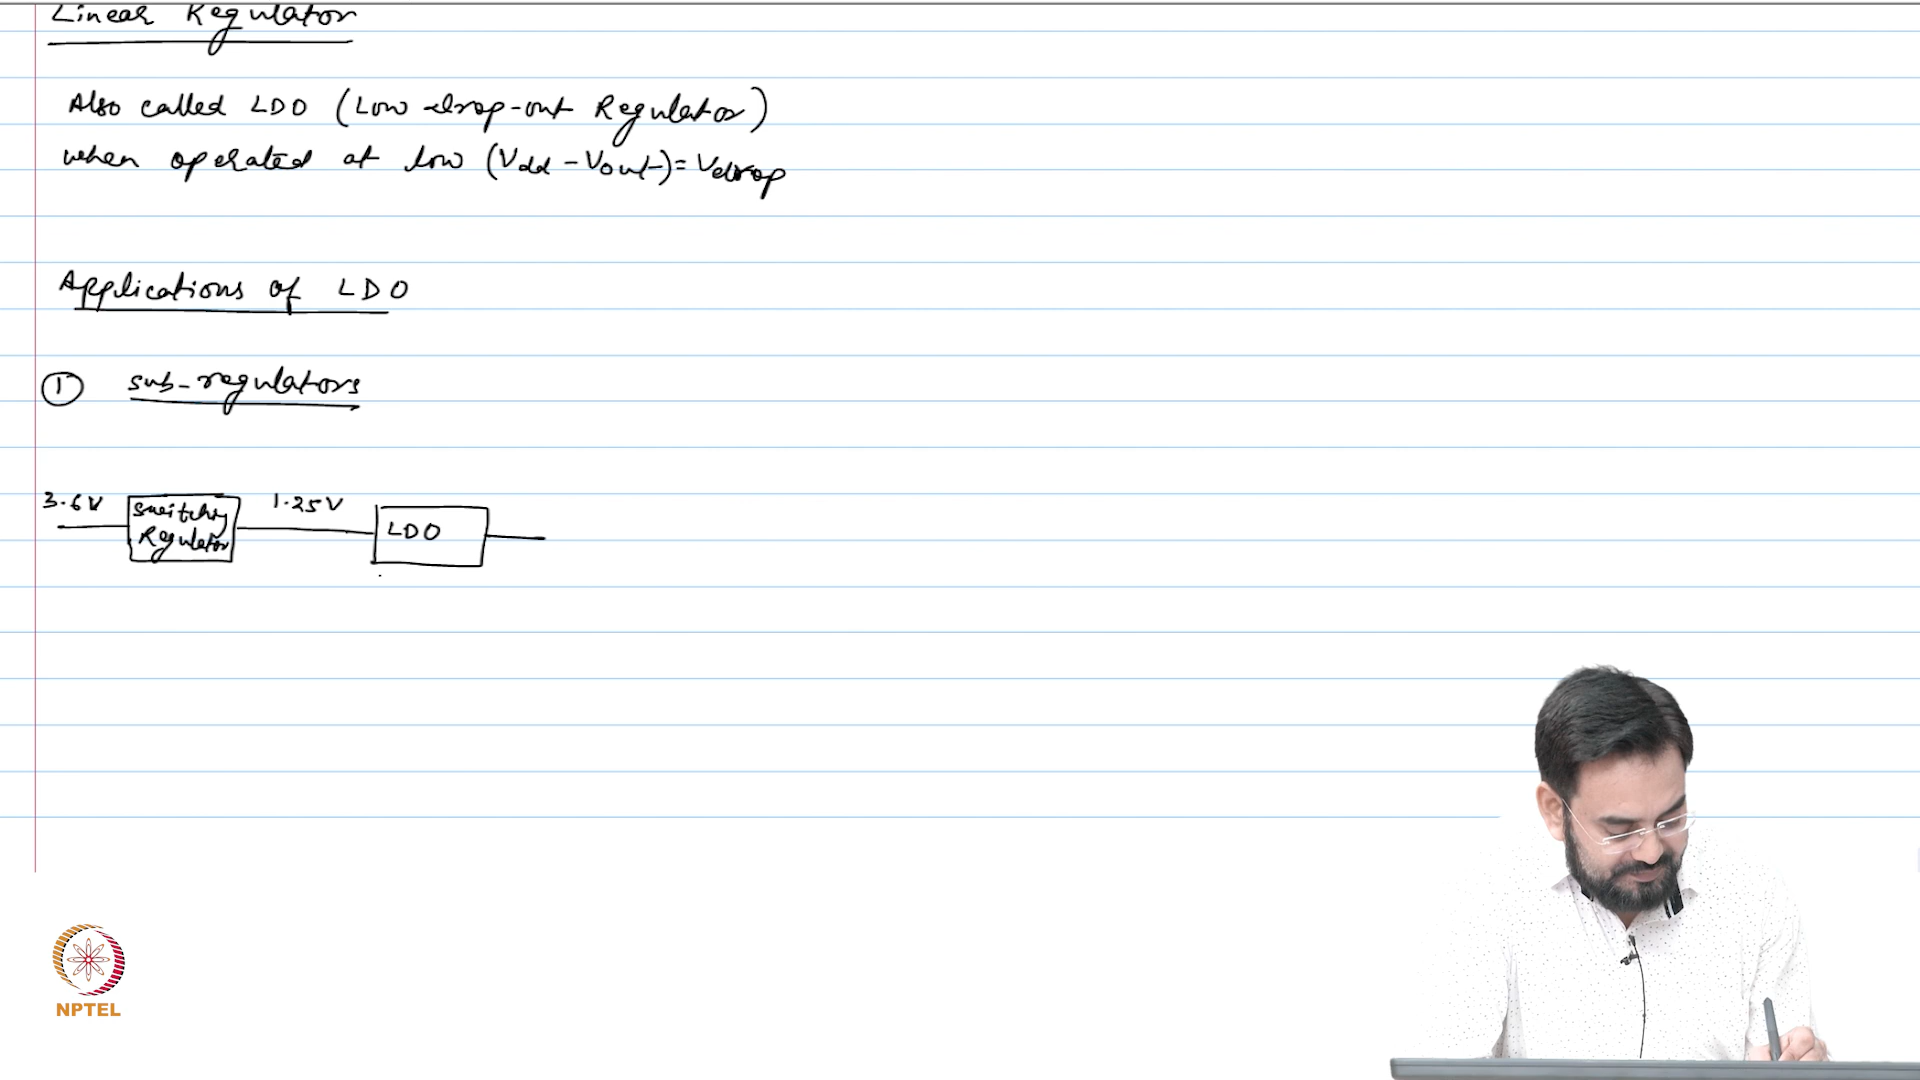 Linear Regulator
Also called LDO (Low drop-out Regulator)
when operated at low (Vdd - Vout) = Vdrop
Applications of LDO
① sub-regulators
3.6V Switching Regulator 1.25V LDO
NPTEL